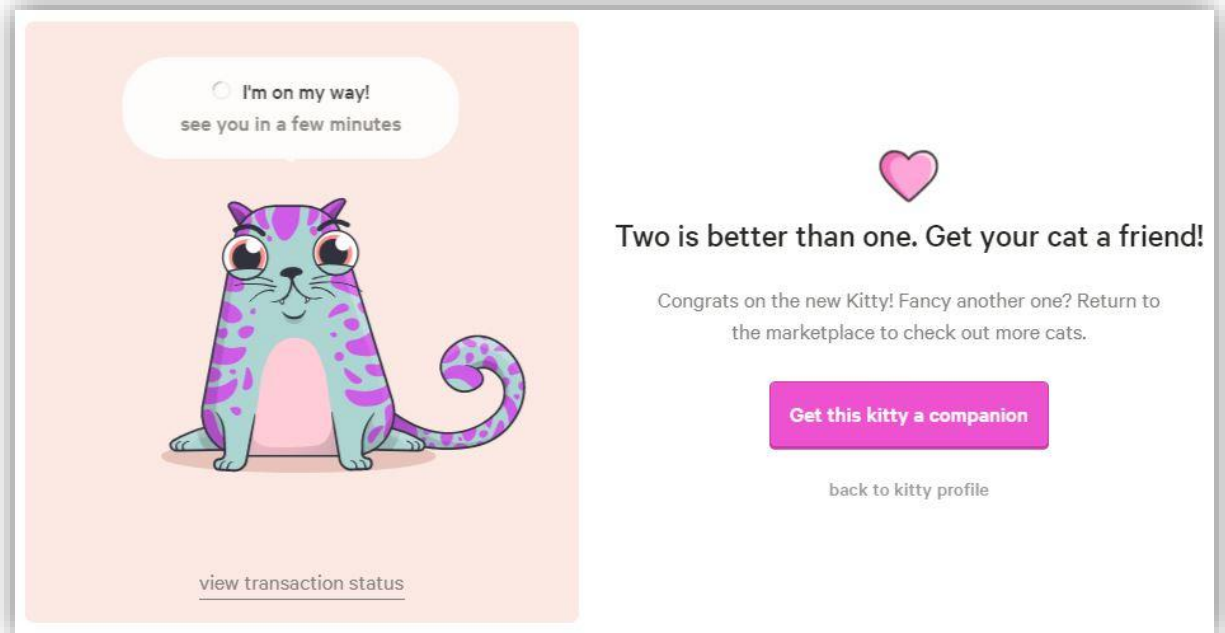 I'm on my way!
see you in a few minutes
view transaction status
Two is better than one. Get your cat a friend!
Congrats on the new Kitty! Fancy another one? Return to
the marketplace to check out more cats.
Get this kitty a companion
back to kitty profile